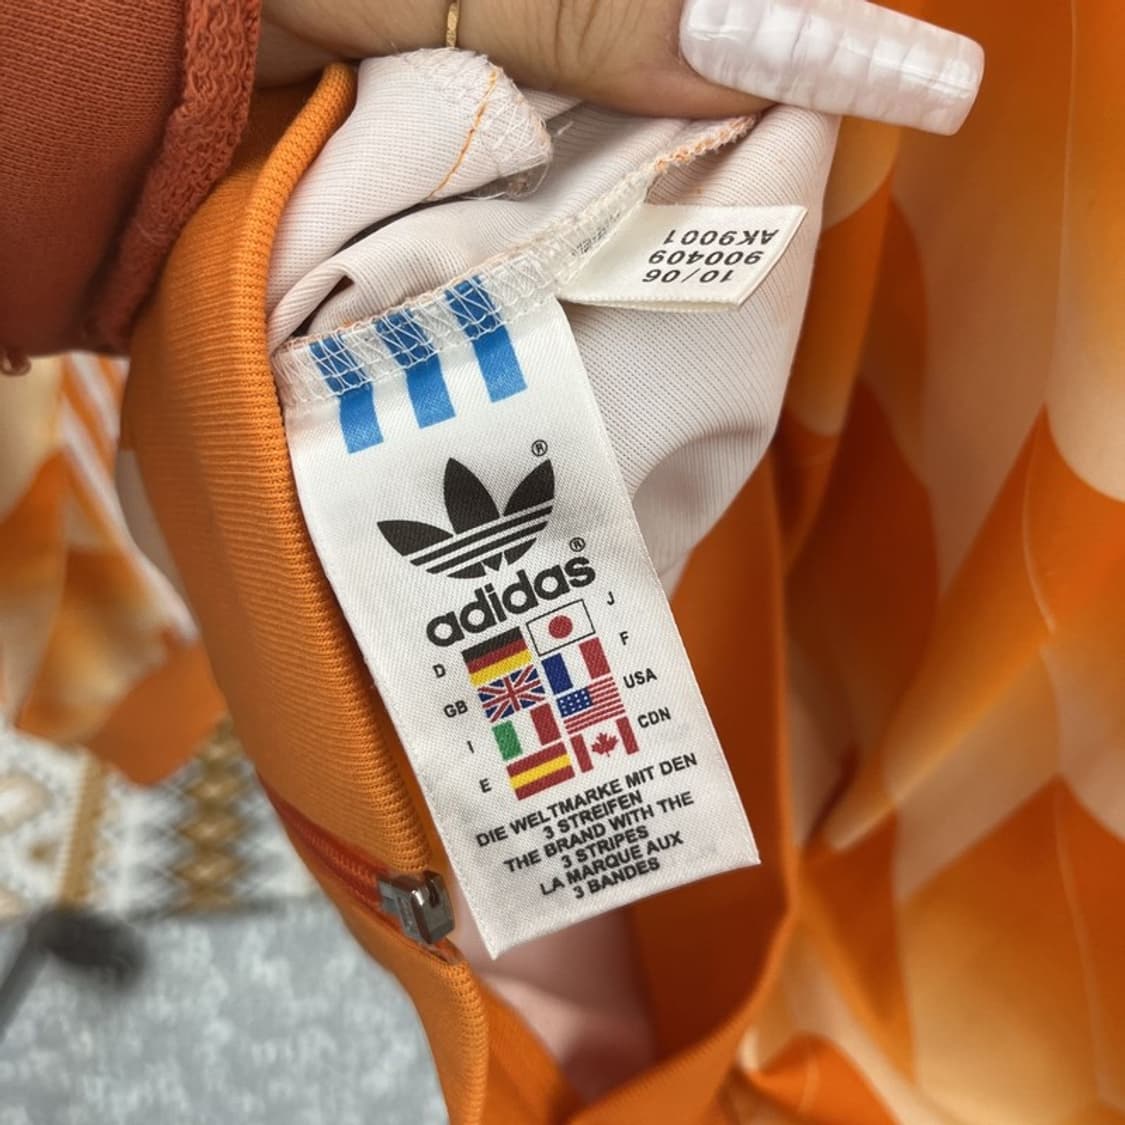 10/06
900409
AK9001
®
®
adidas
J
D
F
GB
USA
I
CDN
E
DIE WELTMARKE MIT DEN
3 STREIFEN
THE BRAND WITH THE
3 STRIPES
LA MARQUE AUX
3 BANDES